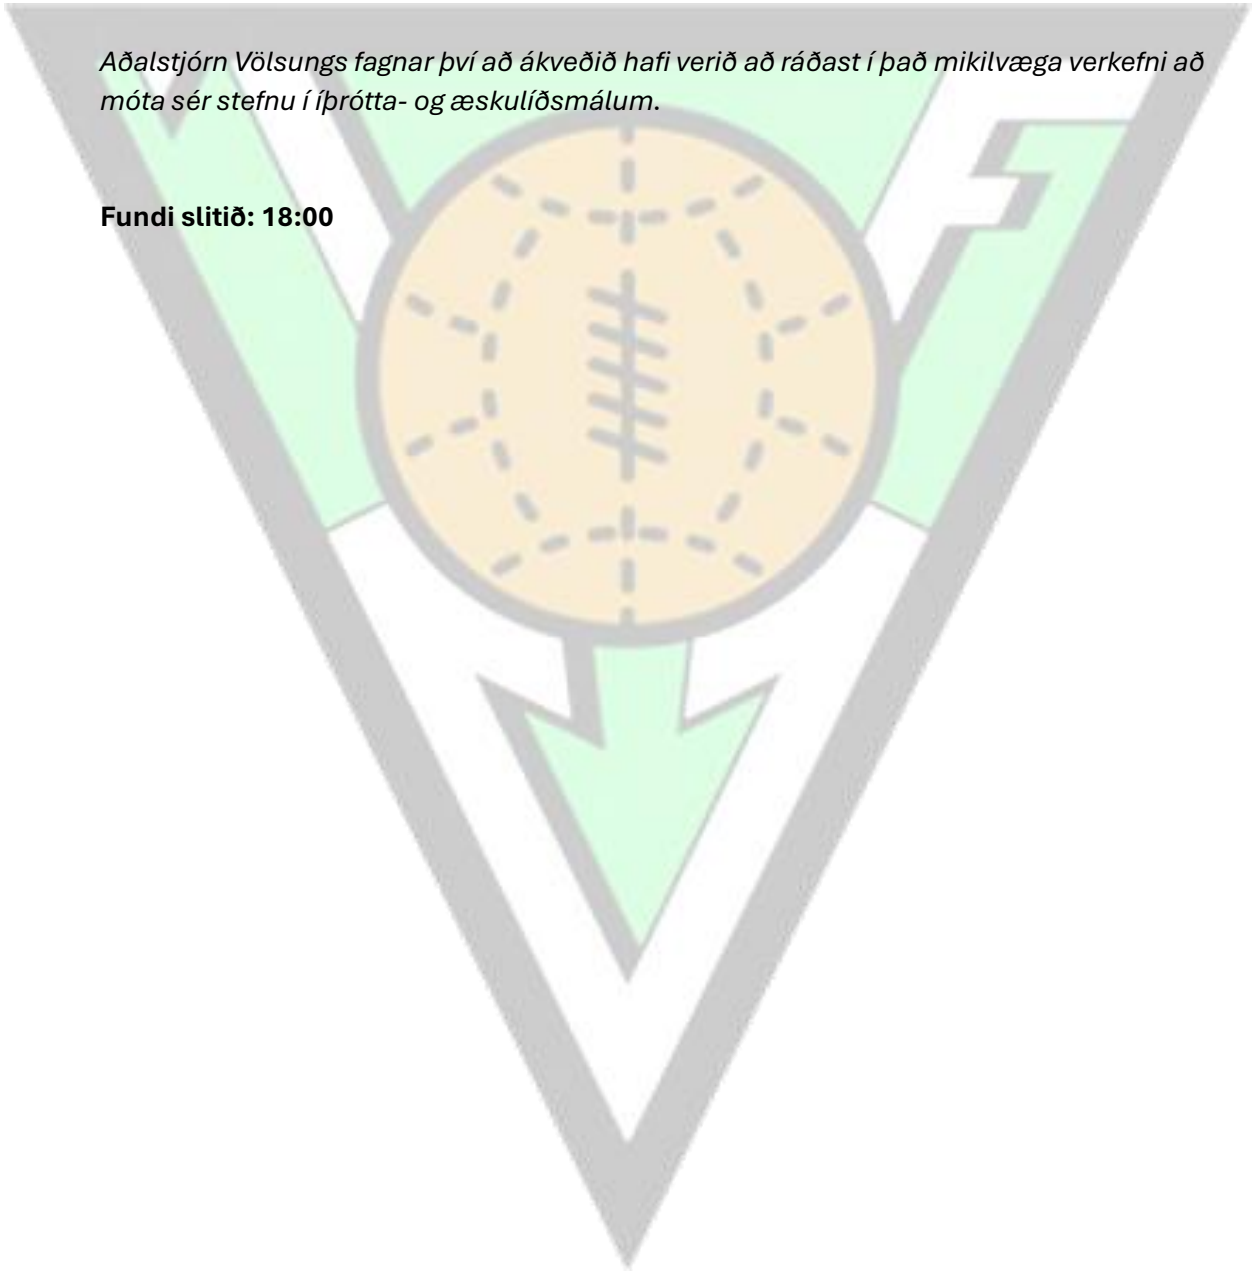 Aðalstjórn Völsungs fagnar því að ákveðið hafi verið að ráðast í það mikilvæga verkefni að
móta sér stefnu í íþrótta- og æskulíðsmálum.
Fundi slitið: 18:00